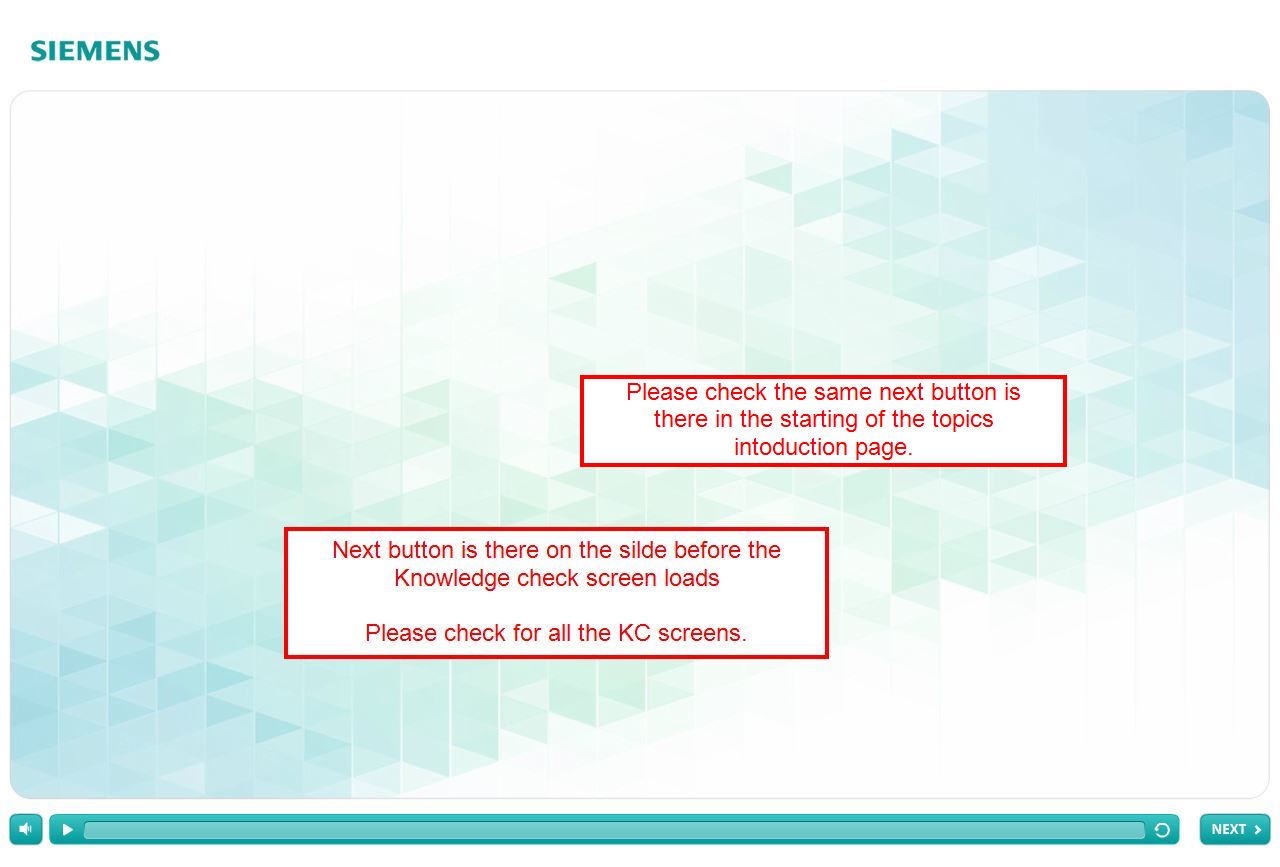 SIEMENS
Please check the same next button is
there in the starting of the topics
intoduction page.
Next button is there on the silde before the
Knowledge check screen loads
Please check for all the KC screens.
NEXT